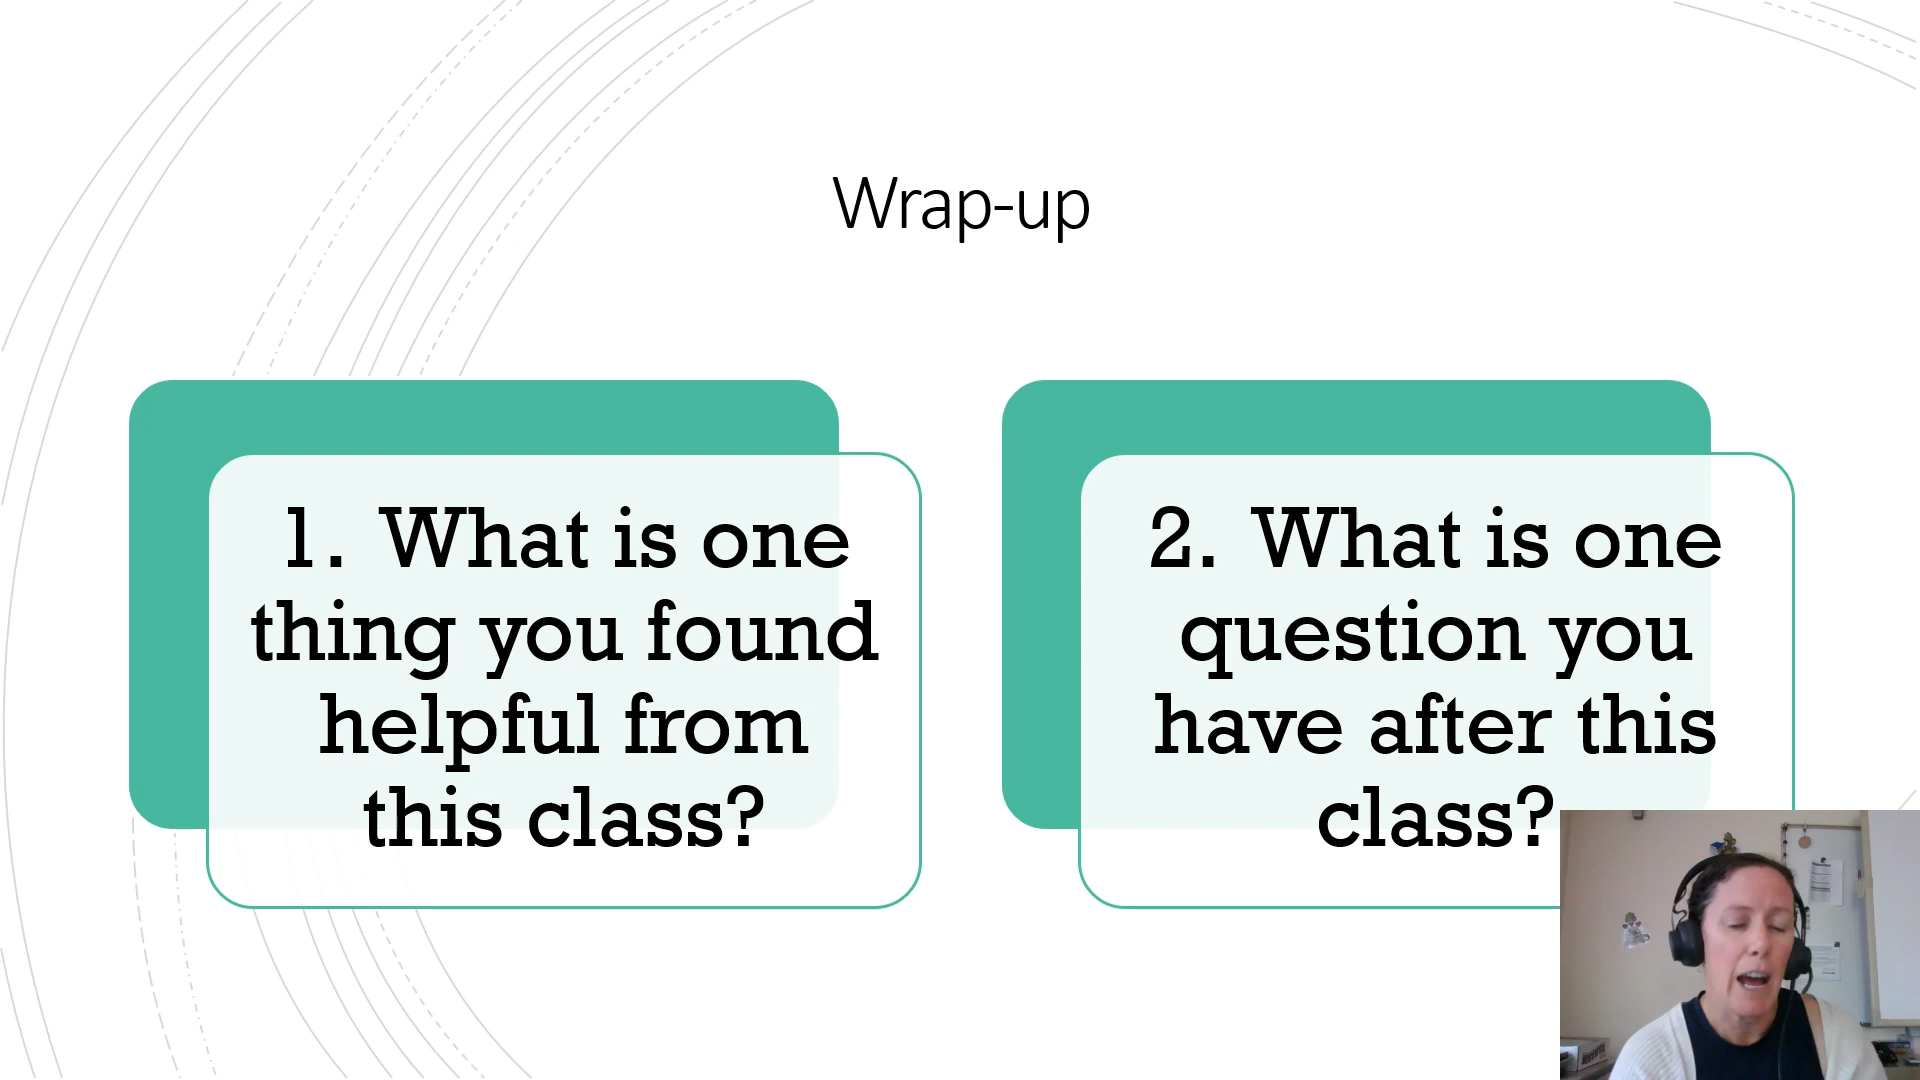 Wrap-up
1. What is one
thing you found
helpful from
this class?
2. What is one
question you
have after this
class?